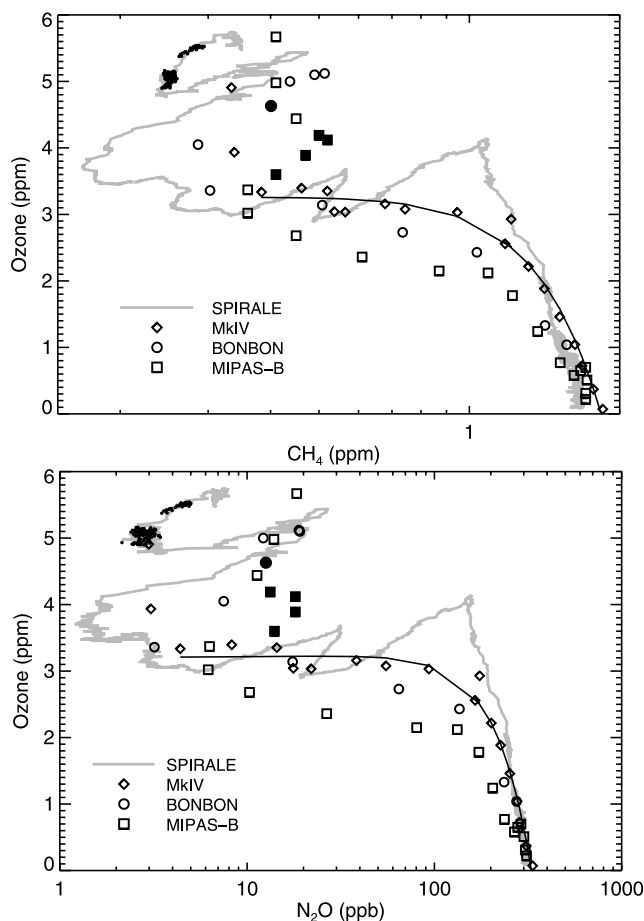 6
5
4
3
2
1
0
Ozone (ppm)
SPIRALE
MkIV
BONBON
MIPAS-B
1
CH4 (ppm)
6
5
4
3
2
1
0
Ozone (ppm)
SPIRALE
MkIV
BONBON
MIPAS-B
1
10
100
1000
N2O (ppb)